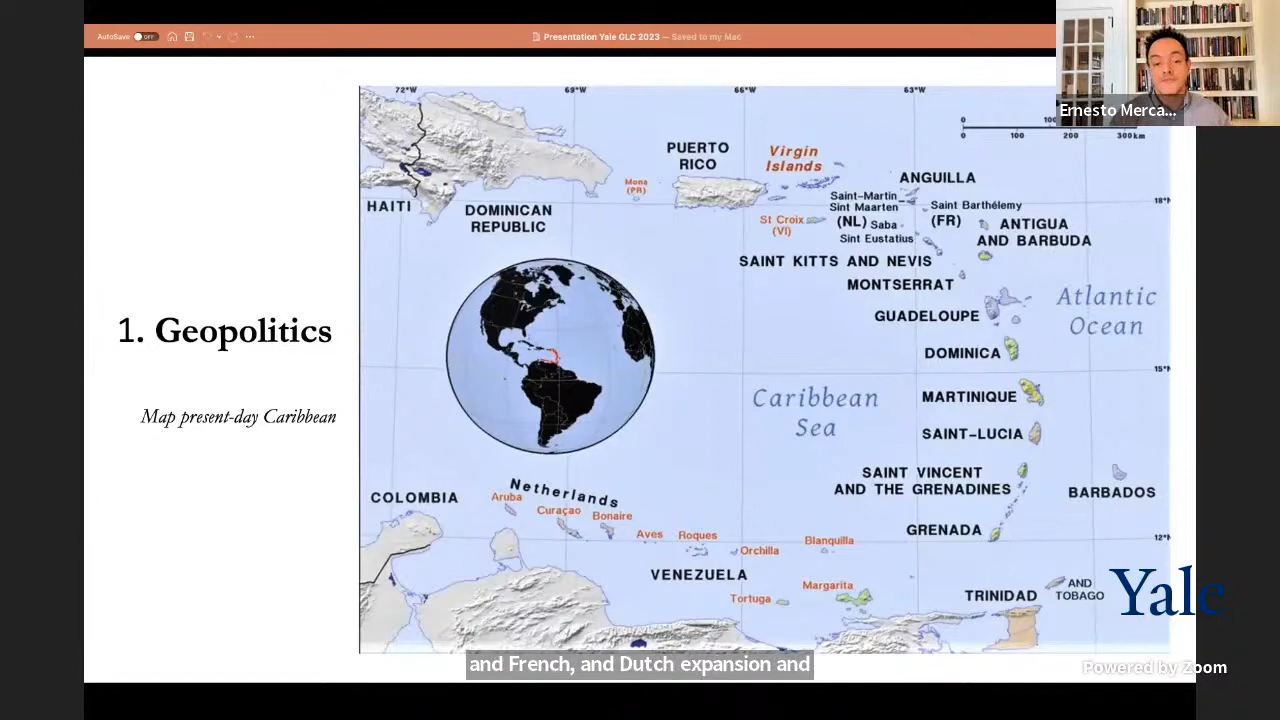 AutoSave OFF
Presentation Yale GLC 2023 — Saved to my Mac
Ernesto Merca...
72°W 69°W 66°W 63°W
0
0 100 200 300 km
PUERTO
RICO
Virgin
Islands
Mona
(PR)
HAITI
DOMINICAN
REPUBLIC
St Croix
(VI)
ANGUILLA
Saint-Martin
Sint Maarten
(NL) Saba
Sint Eustatius
Saint Barthélemy
(FR)
18°N
ANTIGUA
AND BARBUDA
SAINT KITTS AND NEVIS
MONTSERRAT
GUADELOUPE
Atlantic
Ocean
1. Geopolitics
Map present-day Caribbean
DOMINICA
15°N
Caribbean
Sea
MARTINIQUE
SAINT-LUCIA
SAINT VINCENT
AND THE GRENADINES
BARBADOS
GRENADA
12°N
COLOMBIA
Netherlands
Aruba
Curaçao
Bonaire
Aves
Roques
Orchilla
Blanquilla
VENEZUELA
Margarita
Tortuga
TRINIDAD
AND
TOBAGO
Yale
and French, and Dutch expansion and
Powered by Zoom